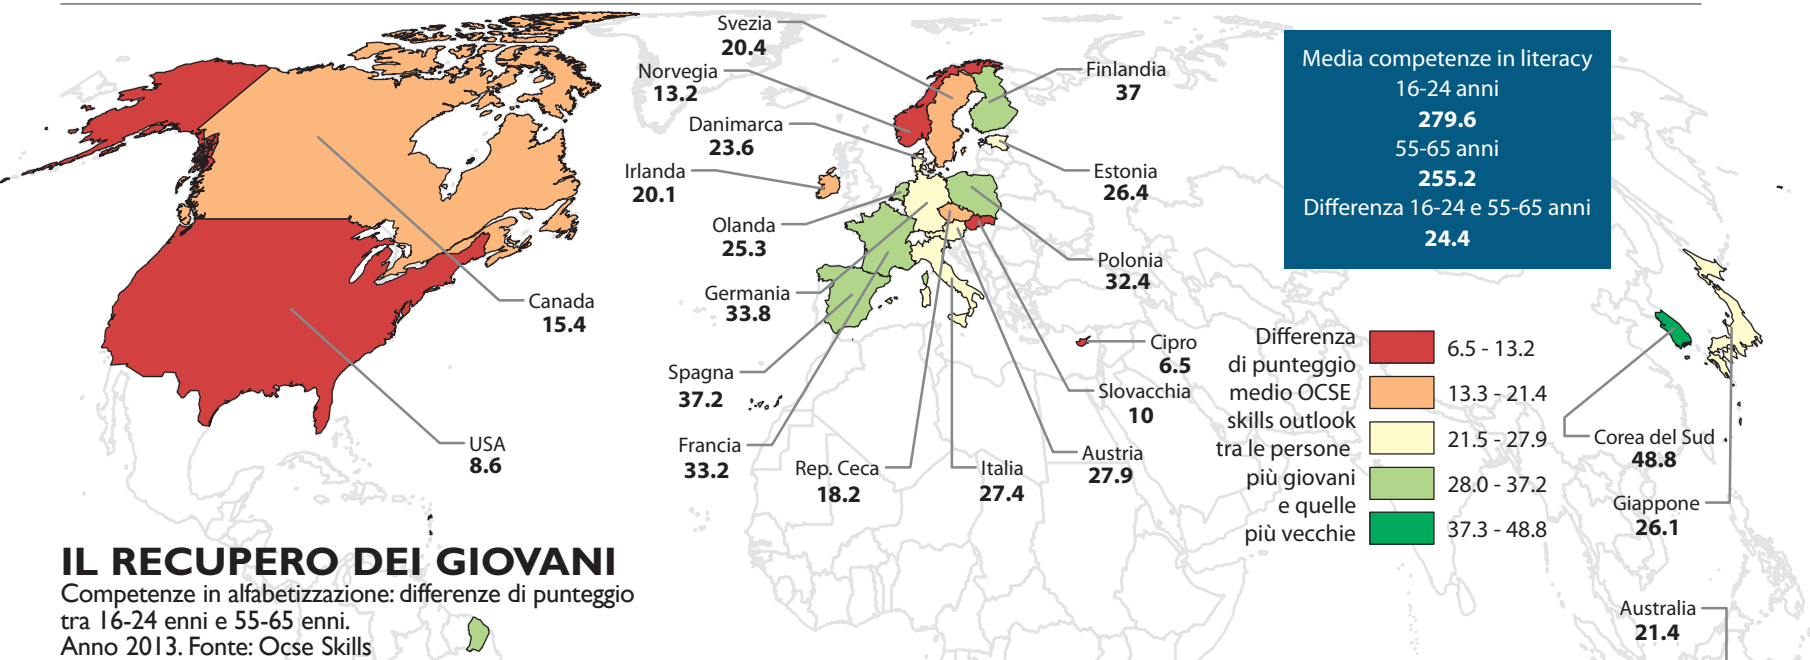 Svezia
20.4
Norvegia
13.2
Danimarca
23.6
Irlanda
20.1
Olanda
25.3
Germania
33.8
Spagna
37.2
Francia
33.2
Rep. Ceca
18.2
Italia
27.4
Austria
27.9
Slovacchia
10
Cipro
6.5
Polonia
32.4
Estonia
26.4
Finlandia
37
Canada
15.4
USA
8.6
Media competenze in literacy
16-24 anni
279.6
55-65 anni
255.2
Differenza 16-24 e 55-65 anni
24.4
Differenza
di punteggio
medio OCSE
skills outlook
tra le persone
più giovani
e quelle
più vecchie
6.5 - 13.2
13.3 - 21.4
21.5 - 27.9
28.0 - 37.2
37.3 - 48.8
Corea del Sud
48.8
Giappone
26.1
Australia
21.4
IL RECUPERO DEI GIOVANI
Competenze in alfabetizzazione: differenze di punteggio
tra 16-24 enni e 55-65 enni.
Anno 2013. Fonte: Ocse Skills